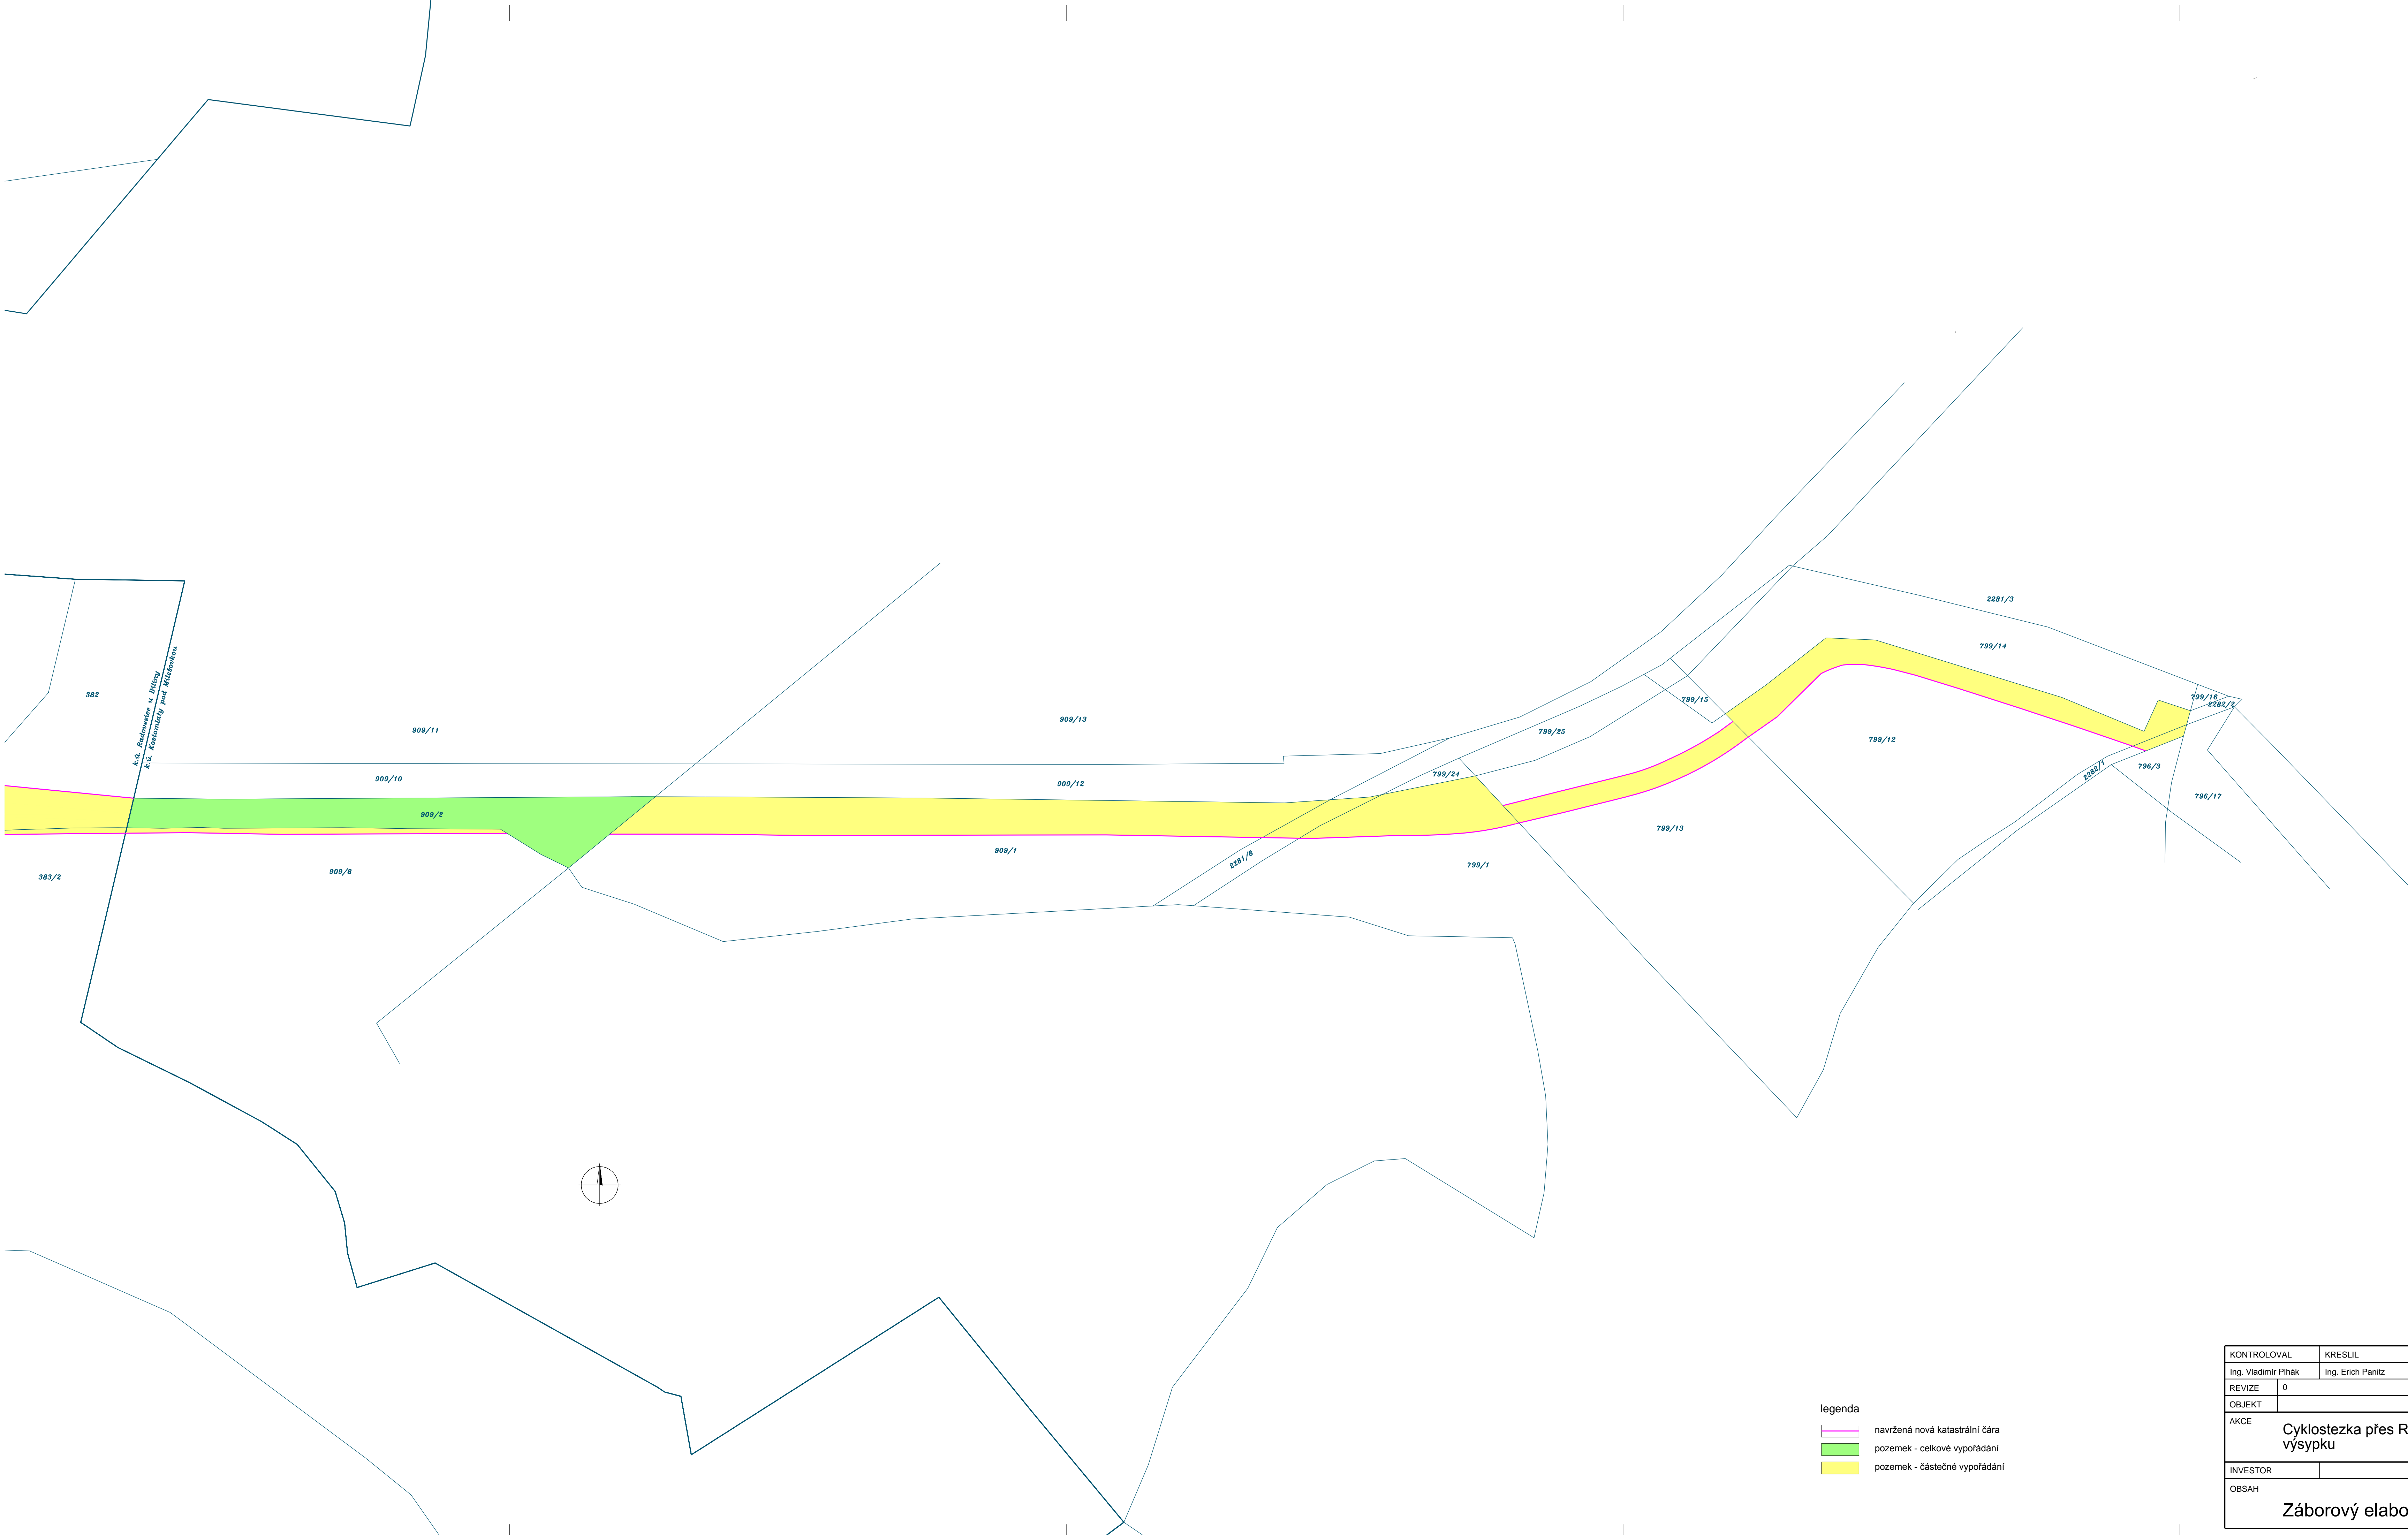 k.ú. Radovesice u Bíliny
k.ú. Kostomlaty pod Milešovkou
2281/3
799/14
382
799/16
799/15
2282/2
909/13
909/11
799/25
799/12
796/3
2282/1
799/24
909/10
909/12
796/17
909/2
799/13
909/1
2281/8
799/1
909/8
383/2
legenda
navržená nová katastrální čára
pozemek - celkové vypořádání
pozemek - částečné vypořádání
KONTROLOVAL KRESLIL
Ing. Vladimír Plhák Ing. Erich Panitz
REVIZE 0
OBJEKT
AKCE
Cyklostezka přes R
výsypku
INVESTOR
OBSAH
Záborový elabo